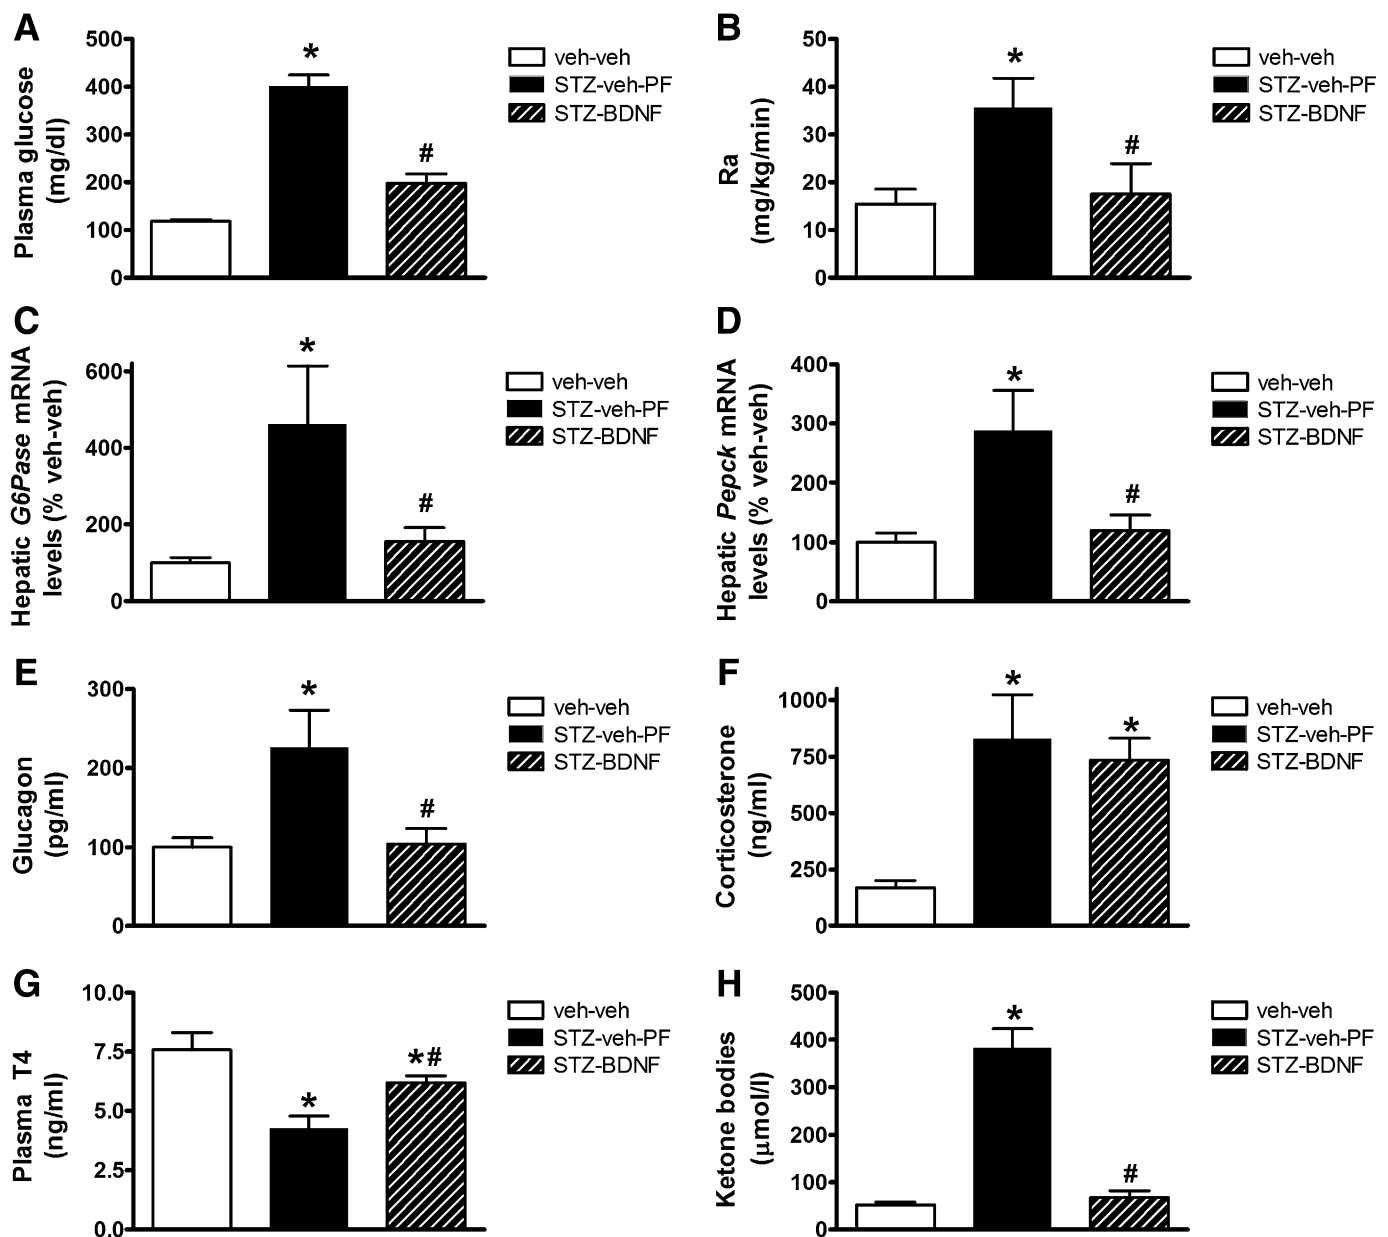 A
Plasma glucose
(mg/dl)
500
400
300
200
100
0
*
#
veh-veh
STZ-veh-PF
STZ-BDNF
B
Ra
(mg/kg/min)
50
40
30
20
10
0
*
#
veh-veh
STZ-veh-PF
STZ-BDNF
C
Hepatic G6Pase mRNA
levels (% veh-veh)
600
400
200
0
*
#
veh-veh
STZ-veh-PF
STZ-BDNF
D
Hepatic Pepck mRNA
levels (% veh-veh)
400
300
200
100
0
*
#
veh-veh
STZ-veh-PF
STZ-BDNF
E
Glucagon
(pg/ml)
300
200
100
0
*
#
veh-veh
STZ-veh-PF
STZ-BDNF
F
Corticosterone
(ng/ml)
1000
750
500
250
0
*
*
veh-veh
STZ-veh-PF
STZ-BDNF
G
Plasma T4
(ng/ml)
10.0
7.5
5.0
2.5
0.0
*
*#
veh-veh
STZ-veh-PF
STZ-BDNF
H
Ketone bodies
(μmol/l)
500
400
300
200
100
0
*
#
veh-veh
STZ-veh-PF
STZ-BDNF